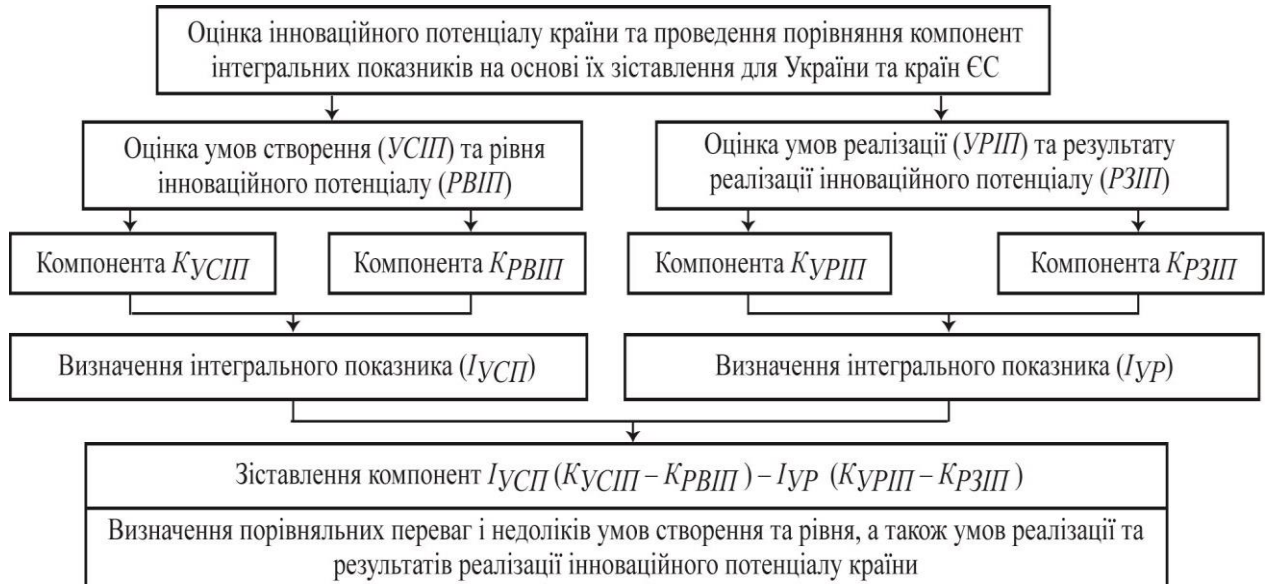 Оцінка інноваційного потенціалу країни та проведення порівняння компонент
інтегральних показників на основі їх зіставлення для України та країн ЄС
Оцінка умов створення (УСІП) та рівня
інноваційного потенціалу (РВІП)
Оцінка умов реалізації (УРІП) та результату
реалізації інноваційного потенціалу (РЗІП)
Компонента КУСІП
Компонента КРВІП
Компонента КУРІП
Компонента КРЗІП
Визначення інтегрального показника (ІУСП)
Визначення інтегрального показника (ІУР)
Зіставлення компонент ІУСП (КУСІП – КРВІП) – ІУР (КУРІП – КРЗІП)
Визначення порівняльних переваг і недоліків умов створення та рівня, а також умов реалізації та
результатів реалізації інноваційного потенціалу країни